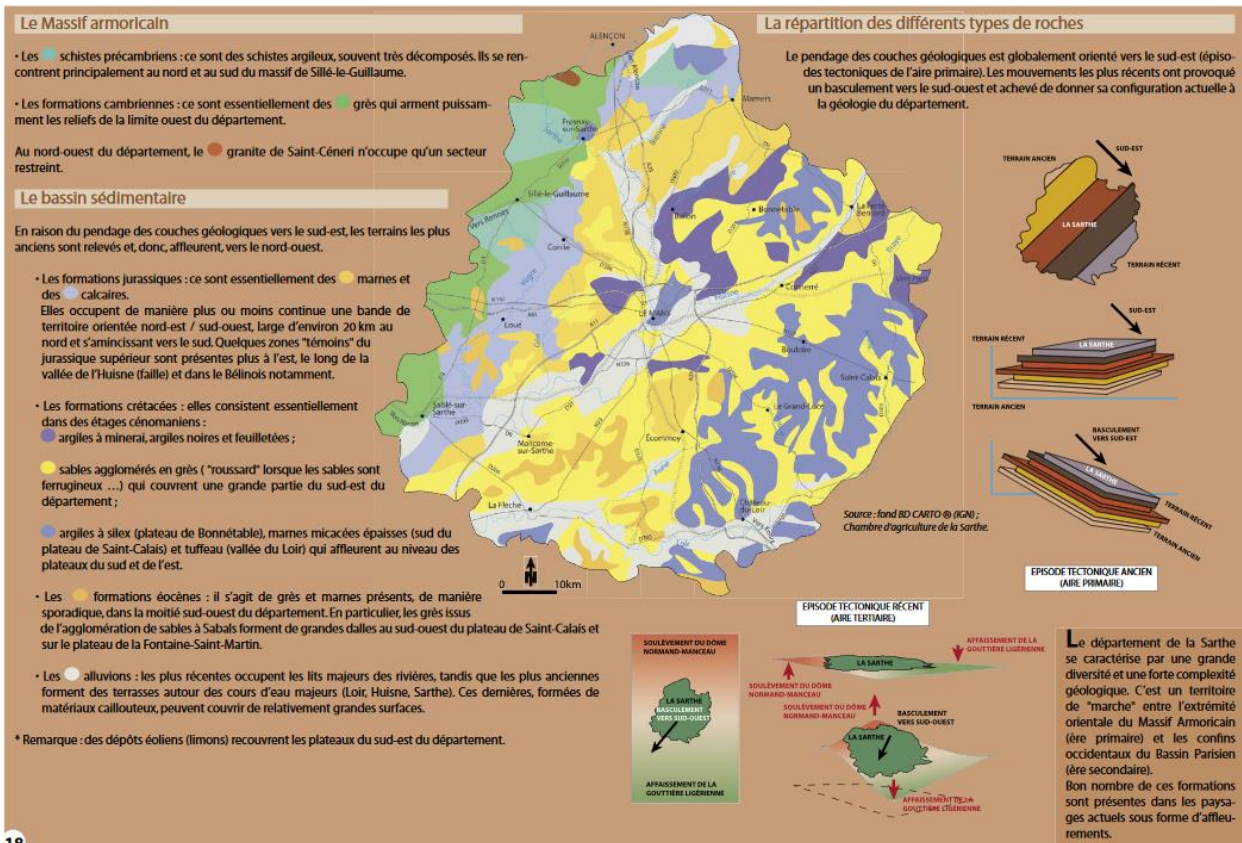 Le Massif armoricain
• Les schistes précambriens : ce sont des schistes argileux, souvent très décomposés. Ils se ren-
contrent principalement au nord et au sud du massif de Sillé-le-Guillaume.
• Les formations cambriennes : ce sont essentiellement des grès qui arment puissam-
ment les reliefs de la limite ouest du département.
Au nord-ouest du département, le granite de Saint-Céneri n'occupe qu'un secteur
restreint.
Le bassin sédimentaire
En raison du pendage des couches géologiques vers le sud-est, les terrains les plus
anciens sont relevés et, donc, affleurent, vers le nord-ouest.
• Les formations jurassiques : ce sont essentiellement des marnes et
des calcaires.
Elles occupent de manière plus ou moins continue une bande de
territoire orientée nord-est / sud-ouest, large d'environ 20 km au
nord et s'amincissant vers le sud. Quelques zones "témoins" du
jurassique supérieur sont présentes plus à l'est, le long de la
vallée de l'Huisne (faille) et dans le Bélinois notamment.
• Les formations crétacées : elles consistent essentiellement
dans des étages cénomaniens :
argiles à minerai, argiles noires et feuilletées ;
sables agglomérés en grès ( "roussard" lorsque les sables sont
ferrugineux ...) qui couvrent une grande partie du sud-est du
département ;
argiles à silex (plateau de Bonnétable), marnes micacées épaisses (sud du
plateau de Saint-Calais) et tuffeau (vallée du Loir) qui affleurent au niveau des
plateaux du sud et de l'est.
• Les formations éocènes : il s'agit de grès et marnes présents, de manière
sporadique, dans la moitié sud-ouest du département. En particulier, les grès issus
de l'agglomération de sables à Sabals forment de grandes dalles au sud-ouest du plateau de Saint-Calais et
sur le plateau de la Fontaine-Saint-Martin.
• Les alluvions : les plus récentes occupent les lits majeurs des rivières, tandis que les plus anciennes
forment des terrasses autour des cours d'eau majeurs (Loir, Huisne, Sarthe). Ces dernières, formées de
matériaux caillouteux, peuvent couvrir de relativement grandes surfaces.
* Remarque : des dépôts éoliens (limons) recouvrent les plateaux du sud-est du département.
18
ALENÇON
Mamers
Fresnay-
sur-Sarthe
Sarthe
Sillé-le-Guillaume
Vers Rennes
Conlie
Vègre
Ballon
Bonnétable
La Ferté
Bernard
Braye
Connerré
LE MANS
Loué
Bouloire
Saint Calais
Sablé-sur
Sarthe
Le Grand-Lucé
Malicorne
sur-Sarthe
Ecommoy
La Flèche
Château-
du-Loir
Loir
0 N 10km
La répartition des différents types de roches
Le pendage des couches géologiques est globalement orienté vers le sud-est (épiso-
des tectoniques de l'aire primaire). Les mouvements les plus récents ont provoqué
un basculement vers le sud-ouest et achevé de donner sa configuration actuelle à
la géologie du département.
SUD-EST
TERRAIN ANCIEN
LA SARTHE
TERRAIN RÉCENT
SUD-EST
TERRAIN RÉCENT
LA SARTHE
TERRAIN ANCIEN
BASCULEMENT
VERS SUD-EST
LA SARTHE
TERRAIN RÉCENT
TERRAIN ANCIEN
EPISODE TECTONIQUE ANCIEN
(AIRE PRIMAIRE)
Source : fond BD CARTO ® (IGN) ;
Chambre d'agriculture de la Sarthe.
EPISODE TECTONIQUE RÉCENT
(AIRE TERTIAIRE)
SOULÈVEMENT DU DÔME
NORMAND-MANCEAU
LA SARTHE
BASCULEMENT
VERS SUD-OUEST
AFFAISSEMENT DE LA
GOUTTIÈRE LIGÉRIENNE
AFFAISSEMENT DE LA
GOUTTIÈRE LIGÉRIENNE
LA SARTHE
SOULÈVEMENT DU DÔME
NORMAND-MANCEAU
SOULÈVEMENT DU DÔME
NORMAND-MANCEAU
BASCULEMENT
VERS SUD-OUEST
LA SARTHE
AFFAISSEMENT DE LA
GOUTTIÈRE LIGÉRIENNE
Le département de la Sarthe
se caractérise par une grande
diversité et une forte complexité
géologique. C'est un territoire
de "marche" entre l'extrémité
orientale du Massif Armoricain
(ère primaire) et les confins
occidentaux du Bassin Parisien
(ère secondaire).
Bon nombre de ces formations
sont présentes dans les paysa-
ges actuels sous forme d'affleu-
rements.